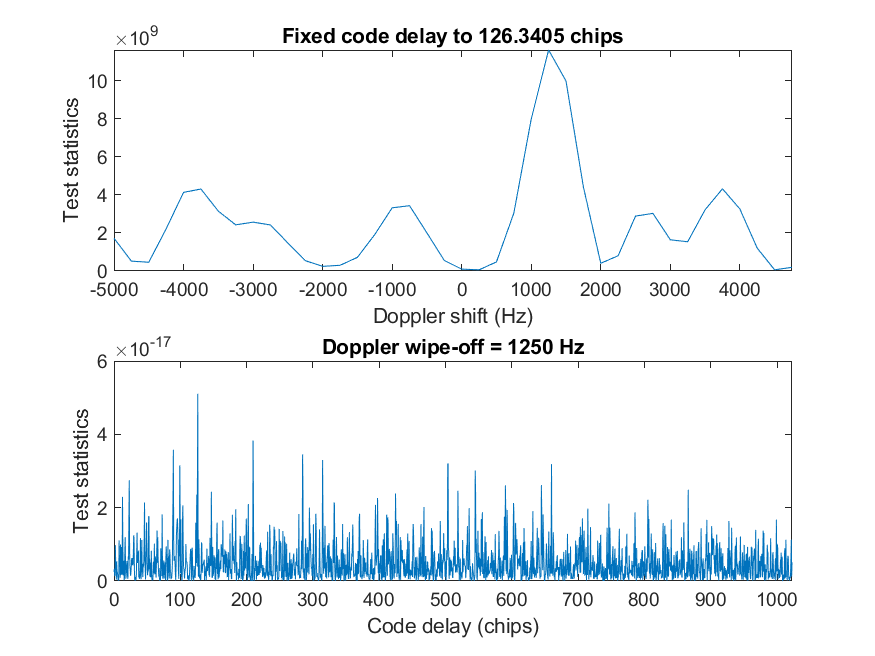 ×10^9
Fixed code delay to 126.3405 chips
Test statistics
10
8
6
4
2
0
-5000 -4000 -3000 -2000 -1000 0 1000 2000 3000 4000
Doppler shift (Hz)
×10^-17
Doppler wipe-off = 1250 Hz
Test statistics
6
4
2
0
0 100 200 300 400 500 600 700 800 900 1000
Code delay (chips)